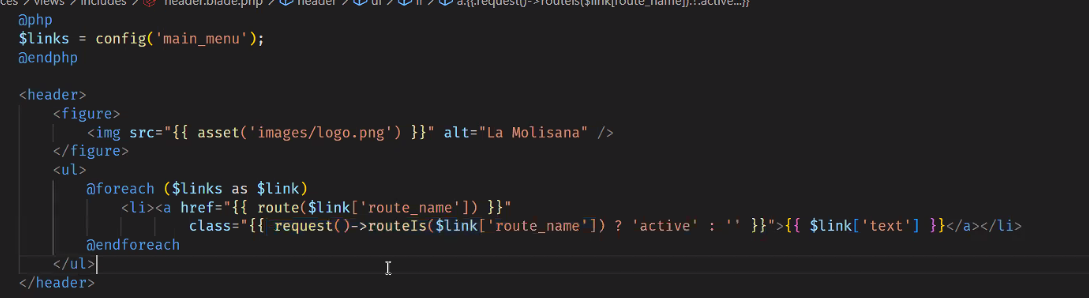 ces > views > includes > header.blade.php > header > ul > li > a.{{.request()->routeIs($link[route_name]).?.active...}}
@php
$links = config('main_menu');
@endphp
<header>
<figure>
<img src="{{ asset('images/logo.png') }}" alt="La Molisana" />
</figure>
<ul>
@foreach ($links as $link)
<li><a href="{{ route($link['route_name']) }}"
class="{{ request()->routeIs($link['route_name']) ? 'active' : '' }}">{{ $link['text'] }}</a></li>
@endforeach
</ul>
</header>